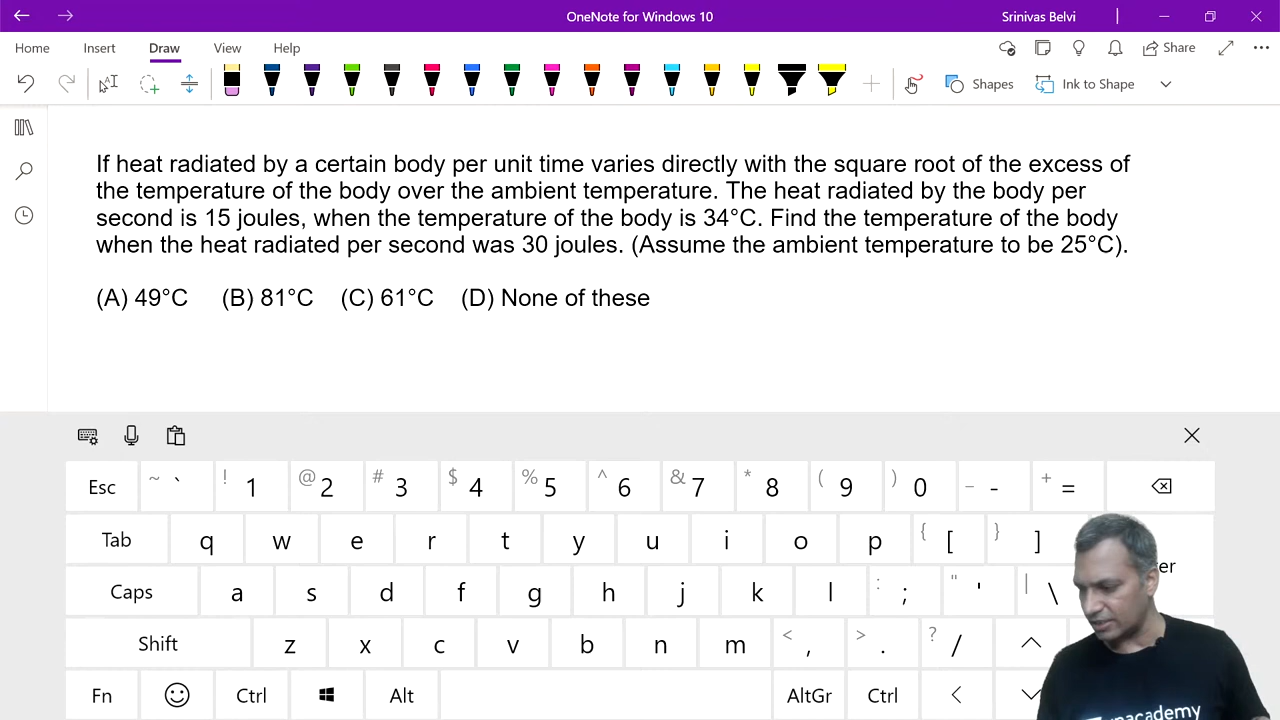 OneNote for Windows 10
Srinivas Belvi
Home Insert Draw View Help
Share
Shapes
Ink to Shape
If heat radiated by a certain body per unit time varies directly with the square root of the excess of
the temperature of the body over the ambient temperature. The heat radiated by the body per
second is 15 joules, when the temperature of the body is 34°C. Find the temperature of the body
when the heat radiated per second was 30 joules. (Assume the ambient temperature to be 25°C).
(A) 49°C (B) 81°C (C) 61°C (D) None of these
Esc ~ ` ! 1 @ 2 # 3 $ 4 % 5 ^ 6 & 7 * 8 ( 9 ) 0 _ - + =
Tab q w e r t y u i o p { [ } ]
Caps a s d f g h j k l : ; " ' | \ er
Shift z x c v b n m < , > . ? /
Fn Ctrl Alt AltGr Ctrl